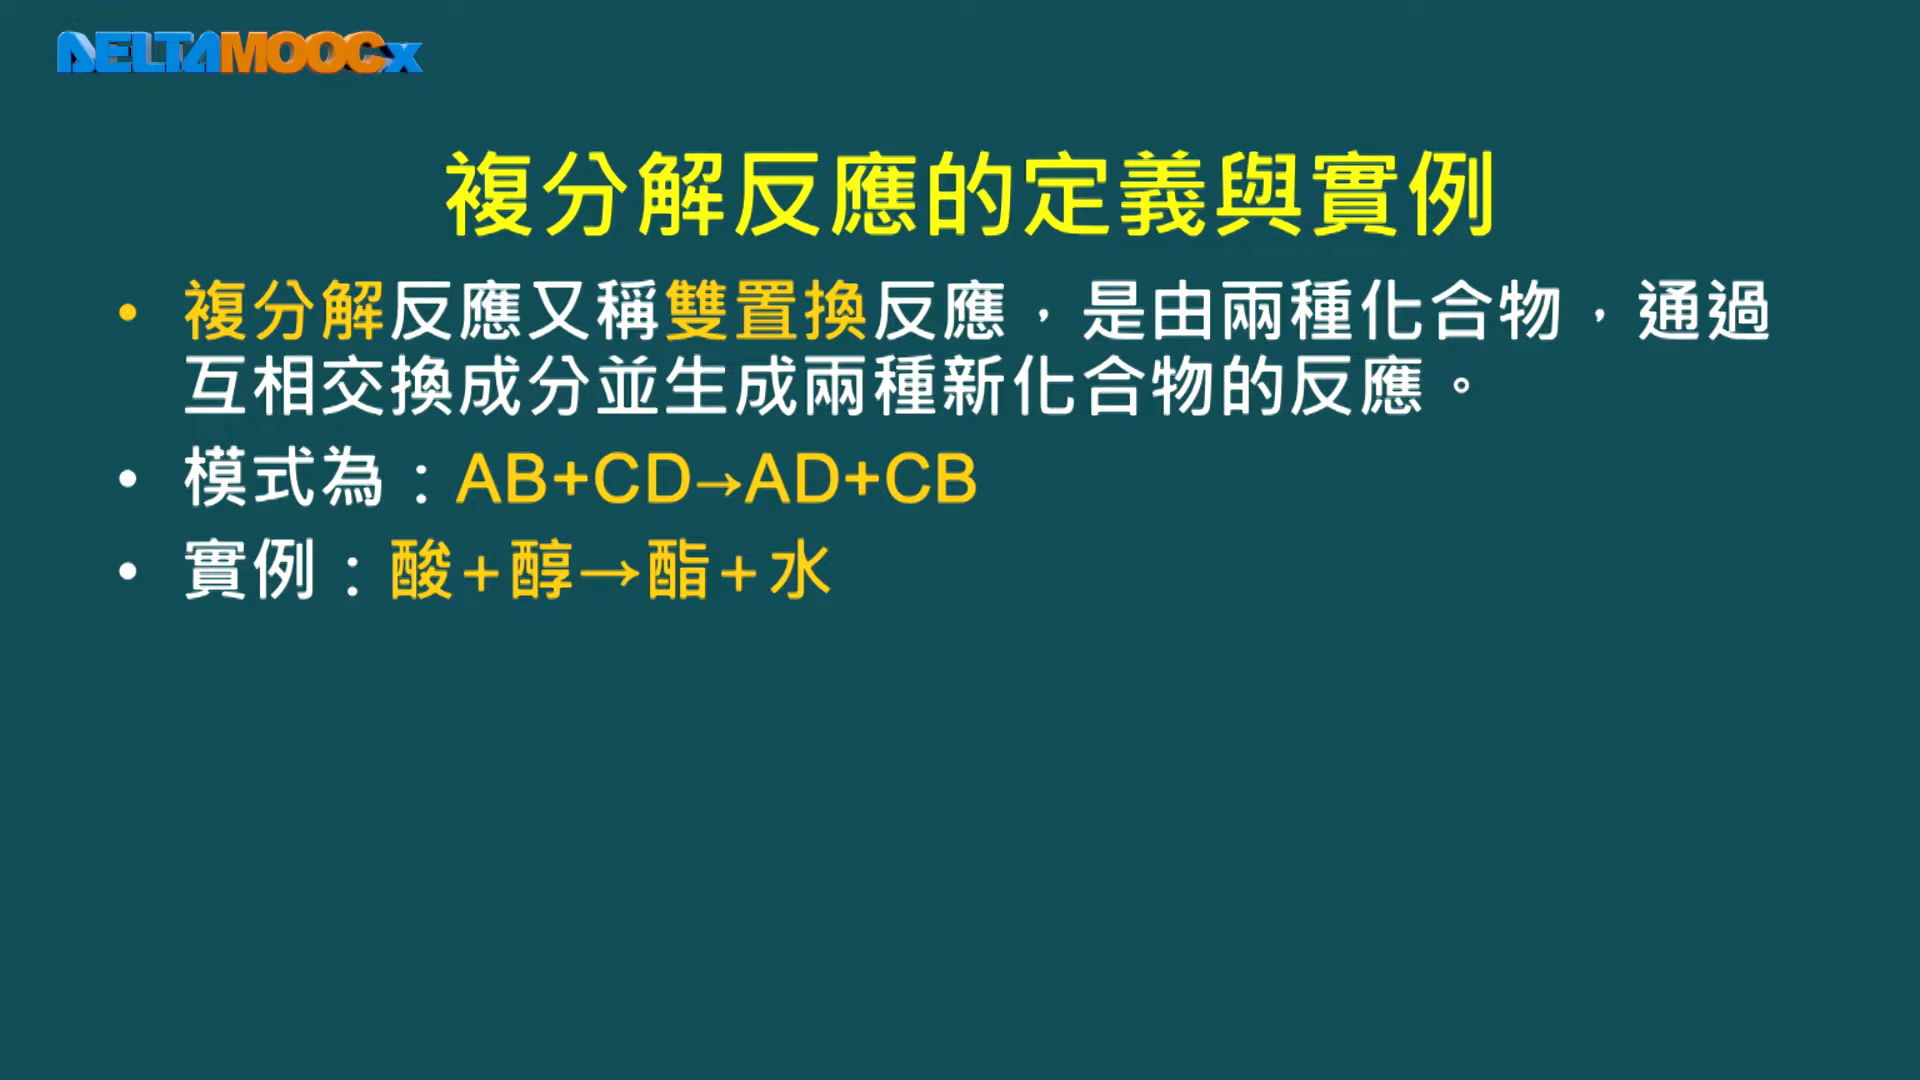 DELTAMOOCx
複分解反應的定義與實例
• 複分解反應又稱雙置換反應，是由兩種化合物，通過
互相交換成分並生成兩種新化合物的反應。
• 模式為：AB+CD→AD+CB
• 實例：酸+醇→酯+水